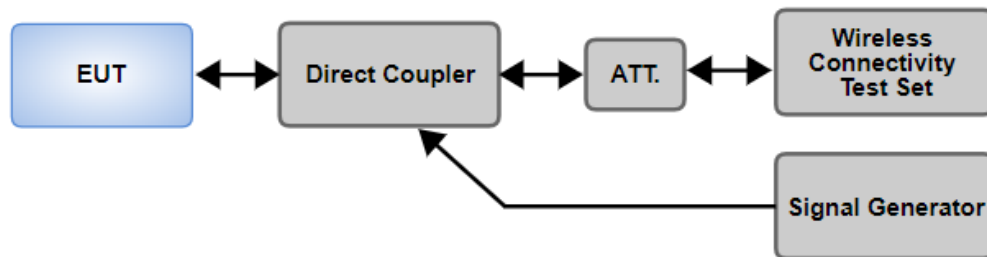 EUT
Direct Coupler
ATT.
Wireless
Connectivity
Test Set
Signal Generator